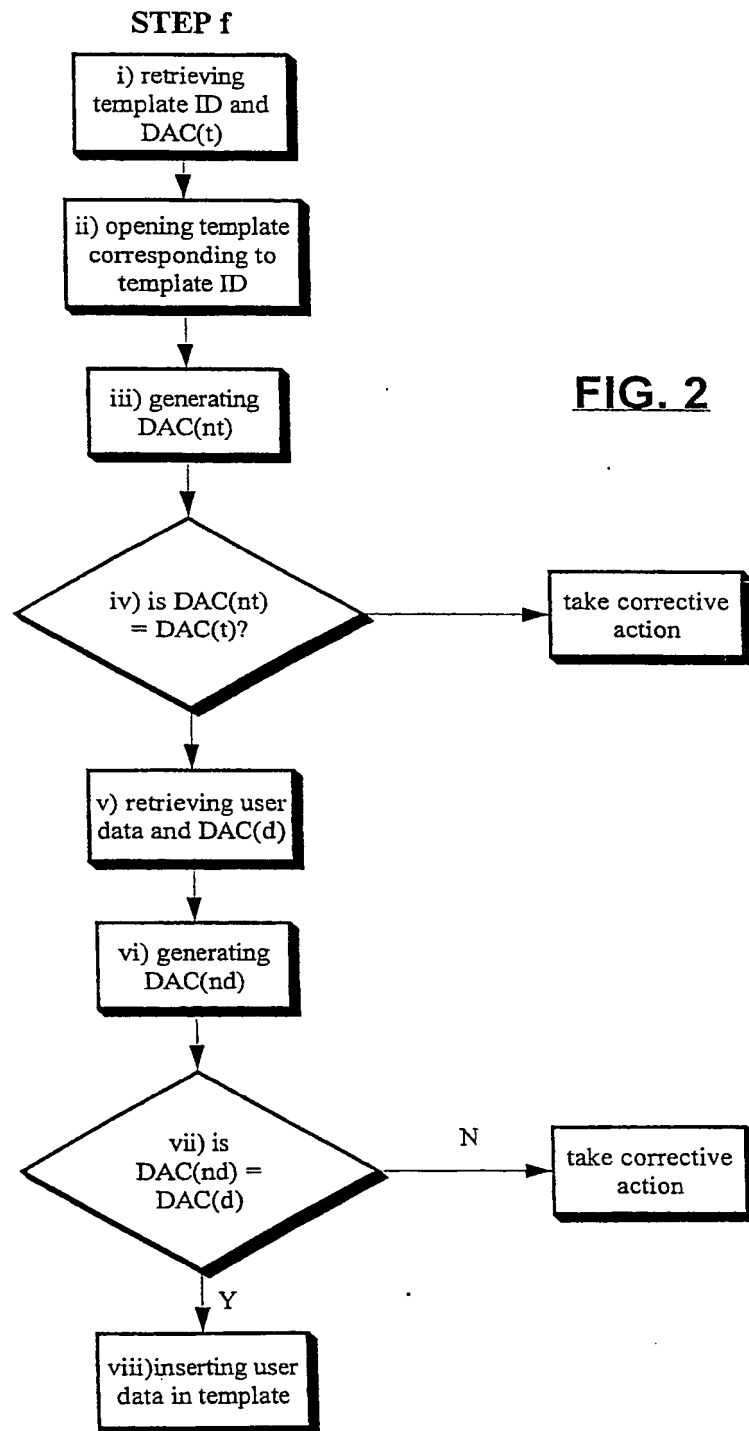 STEP f
i) retrieving
template ID and
DAC(t)
ii) opening template
corresponding to
template ID
iii) generating
DAC(nt)
FIG. 2
iv) is DAC(nt)
= DAC(t)?
take corrective
action
v) retrieving user
data and DAC(d)
vi) generating
DAC(nd)
vii) is
DAC(nd) =
DAC(d)
N
take corrective
action
Y
viii)inserting user
data in template